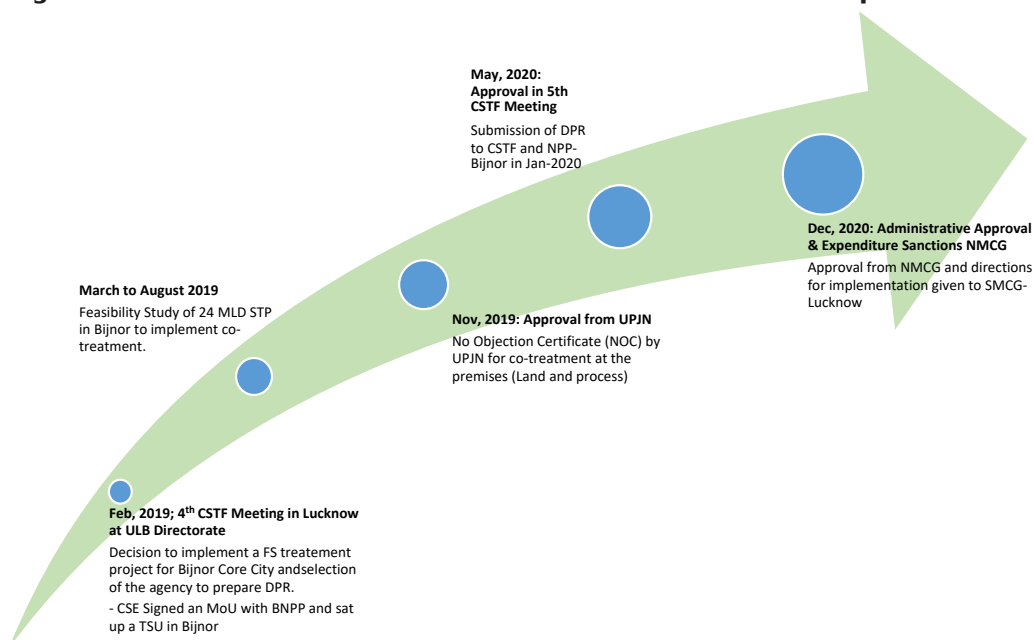 May, 2020:
Approval in 5th
CSTF Meeting
Submission of DPR
to CSTF and NPP-
Bijnor in Jan-2020
Dec, 2020: Administrative Approval
& Expenditure Sanctions NMCG
Approval from NMCG and directions
for implementation given to SMCG-
Lucknow
March to August 2019
Feasibility Study of 24 MLD STP
in Bijnor to implement co-
treatment.
Nov, 2019: Approval from UPJN
No Objection Certificate (NOC) by
UPJN for co-treatment at the
premises (Land and process)
Feb, 2019; 4th CSTF Meeting in Lucknow
at ULB Directorate
Decision to implement a FS treatement
project for Bijnor Core City andselection
of the agency to prepare DPR.
- CSE Signed an MoU with BNPP and sat
up a TSU in Bijnor